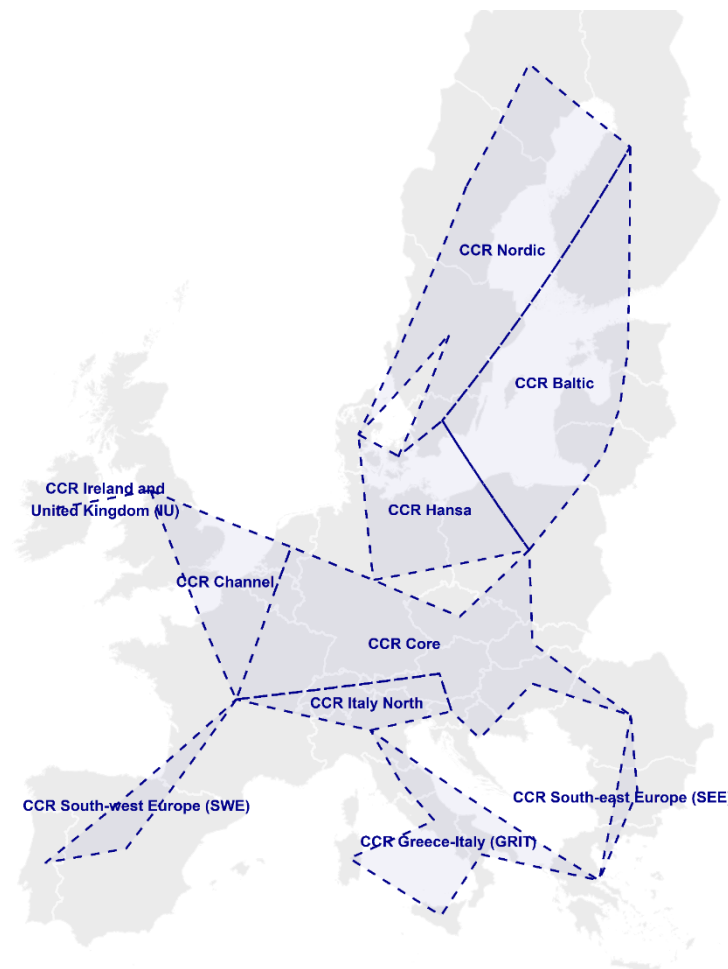 CCR Nordic
CCR Baltic
CCR Ireland and
United Kingdom (IU)
CCR Hansa
CCR Channel
CCR Core
CCR Italy North
CCR South-west Europe (SWE)
CCR South-east Europe (SEE
CCR Greece-Italy (GRIT)